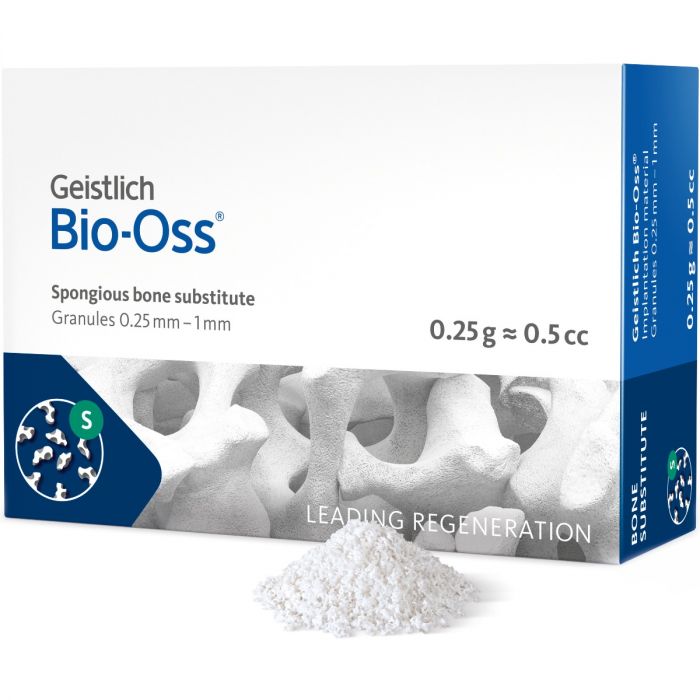 Geistlich
Bio-Oss®
Spongious bone substitute
Granules 0.25 mm – 1 mm
0.25 g ≈ 0.5 cc
S
LEADING REGENERATION
Geistlich Bio-Oss®
Implantation material
Granules 0.25 mm – 1 mm
0.25 g ≈ 0.5 cc
S
BONE
SUBSTITUTE